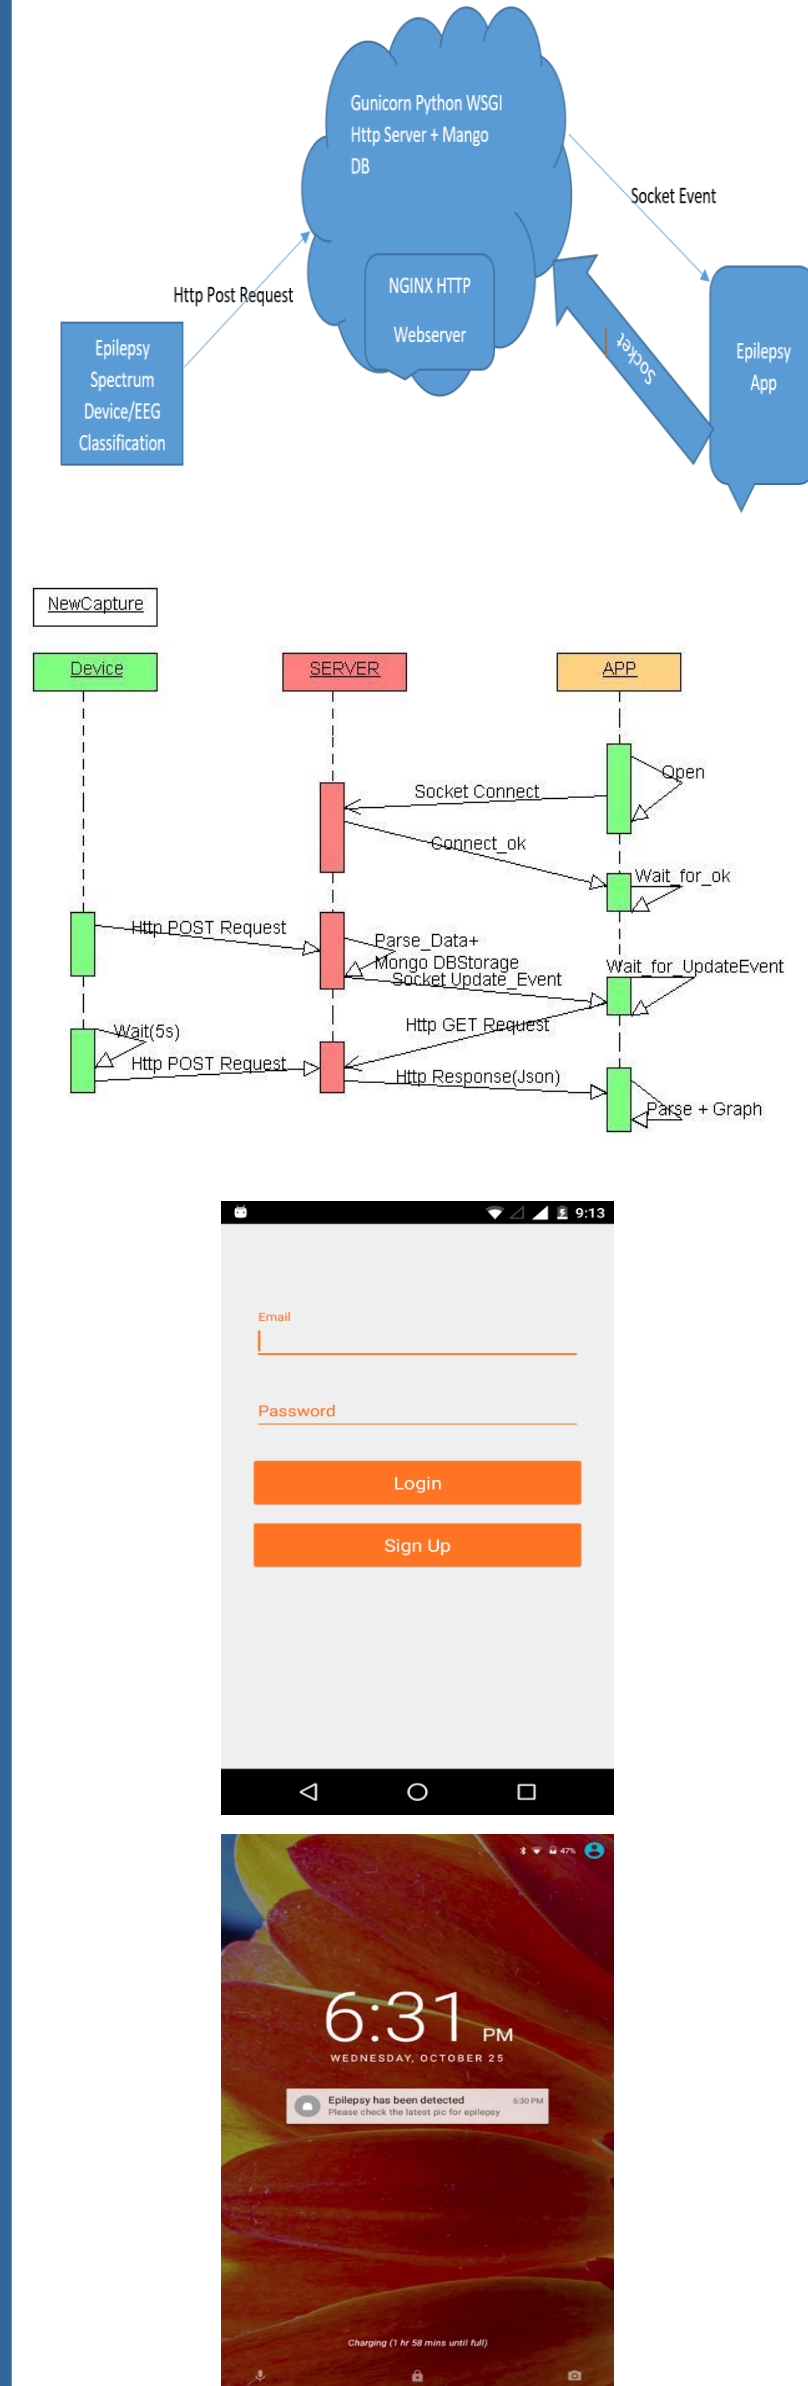 Gunicorn Python WSGI
Http Server + Mango
DB
Socket Event
Http Post Request
NGINX HTTP
Webserver
Socket
Epilepsy
App
Epilepsy
Spectrum
Device/EEG
Classification
NewCapture
Device
SERVER
APP
Open
Socket Connect
Connect_ok
Wait_for_ok
Http POST Request
Parse_Data+
Mongo DBStorage
Wait_for_UpdateEvent
Socket Update_Event
Http GET Request
Wait(5s)
Http POST Request
Http Response(Json)
Parse + Graph
9:13
Email
Password
Login
Sign Up
47%
6:31 PM
WEDNESDAY, OCTOBER 25
Epilepsy has been detected 6:30 PM
Please check the latest pic for epilepsy
Charging (1 hr 58 mins until full)